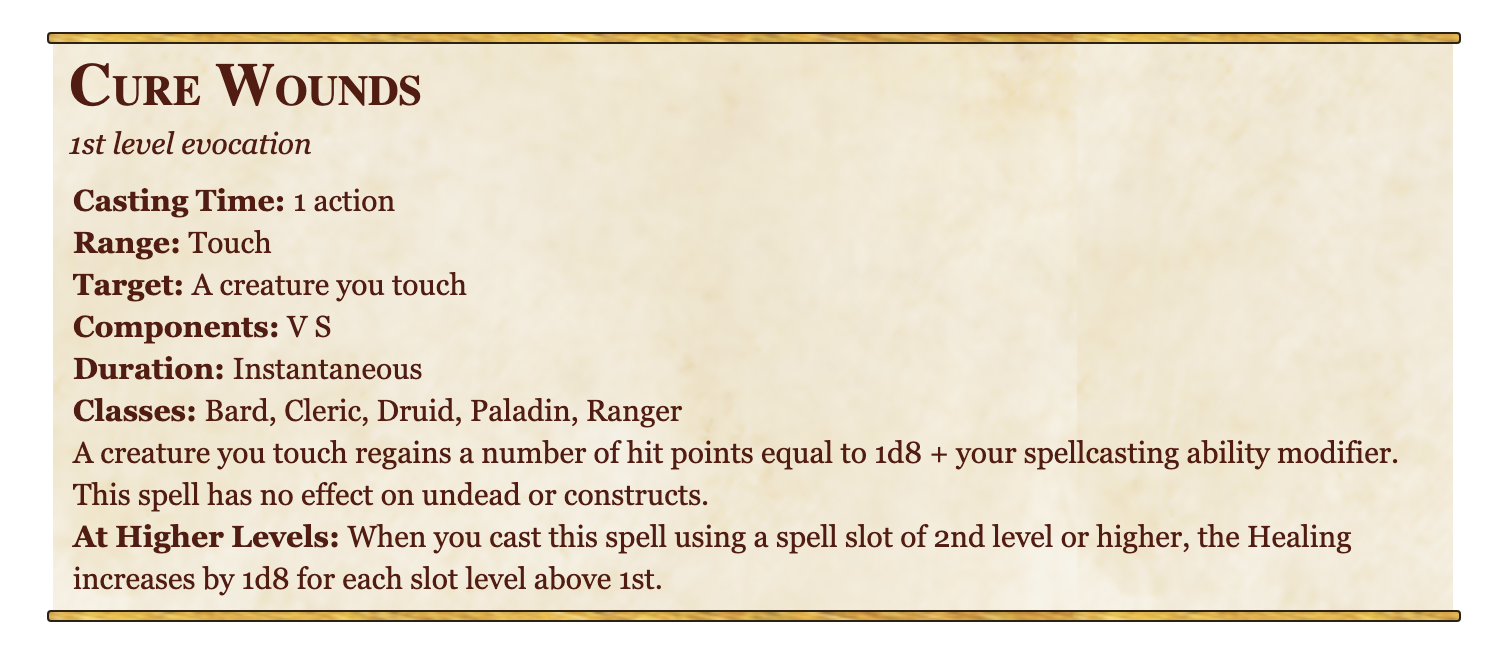 Cure Wounds
1st level evocation
Casting Time: 1 action
Range: Touch
Target: A creature you touch
Components: V S
Duration: Instantaneous
Classes: Bard, Cleric, Druid, Paladin, Ranger
A creature you touch regains a number of hit points equal to 1d8 + your spellcasting ability modifier.
This spell has no effect on undead or constructs.
At Higher Levels: When you cast this spell using a spell slot of 2nd level or higher, the Healing
increases by 1d8 for each slot level above 1st.